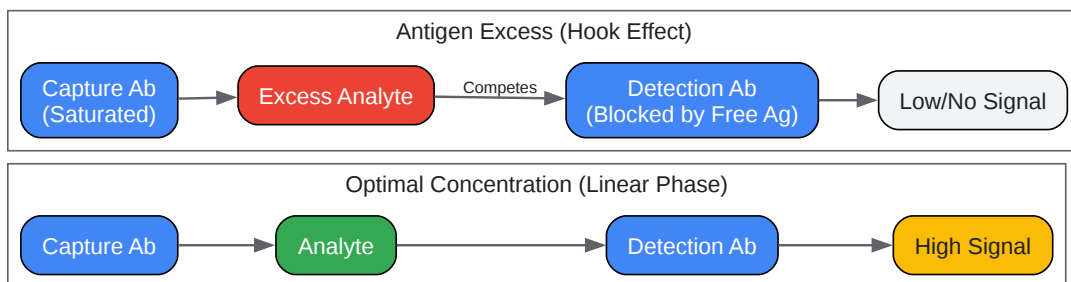 Antigen Excess (Hook Effect)
Capture Ab
(Saturated)
Excess Analyte
Competes
Detection Ab
(Blocked by Free Ag)
Low/No Signal
Optimal Concentration (Linear Phase)
Capture Ab
Analyte
Detection Ab
High Signal